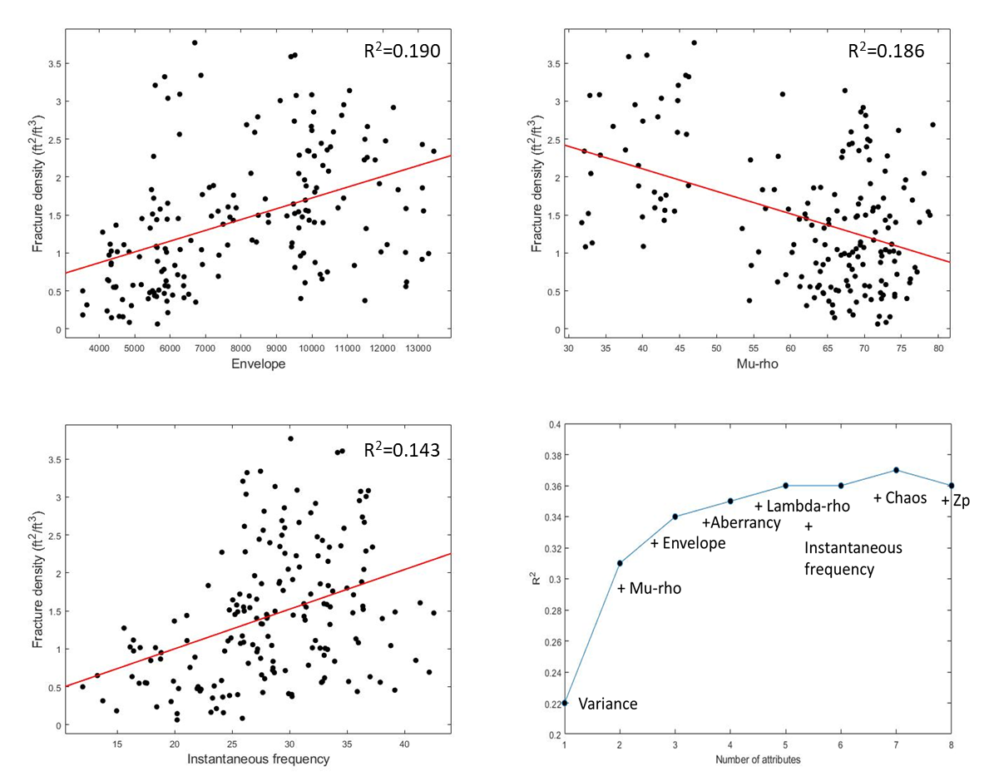 R²=0.190
Fracture density (ft²/ft³)
3.5
3
2.5
2
1.5
1
0.5
0
4000 5000 6000 7000 8000 9000 10000 11000 12000 13000
Envelope
R²=0.186
Fracture density (ft²/ft³)
3.5
3
2.5
2
1.5
1
0.5
0
30 35 40 45 50 55 60 65 70 75 80
Mu-rho
R²=0.143
Fracture density (ft²/ft³)
3.5
3
2.5
2
1.5
1
0.5
0
15 20 25 30 35 40
Instantaneous frequency
R²
0.4
0.38
0.36
0.34
0.32
0.3
0.28
0.26
0.24
0.22
0.2
Variance
+ Mu-rho
+ Envelope
+Aberrancy
+ Lambda-rho
+
Instantaneous
frequency
+ Chaos
+ Zp
1 2 3 4 5 6 7 8
Number of attributes